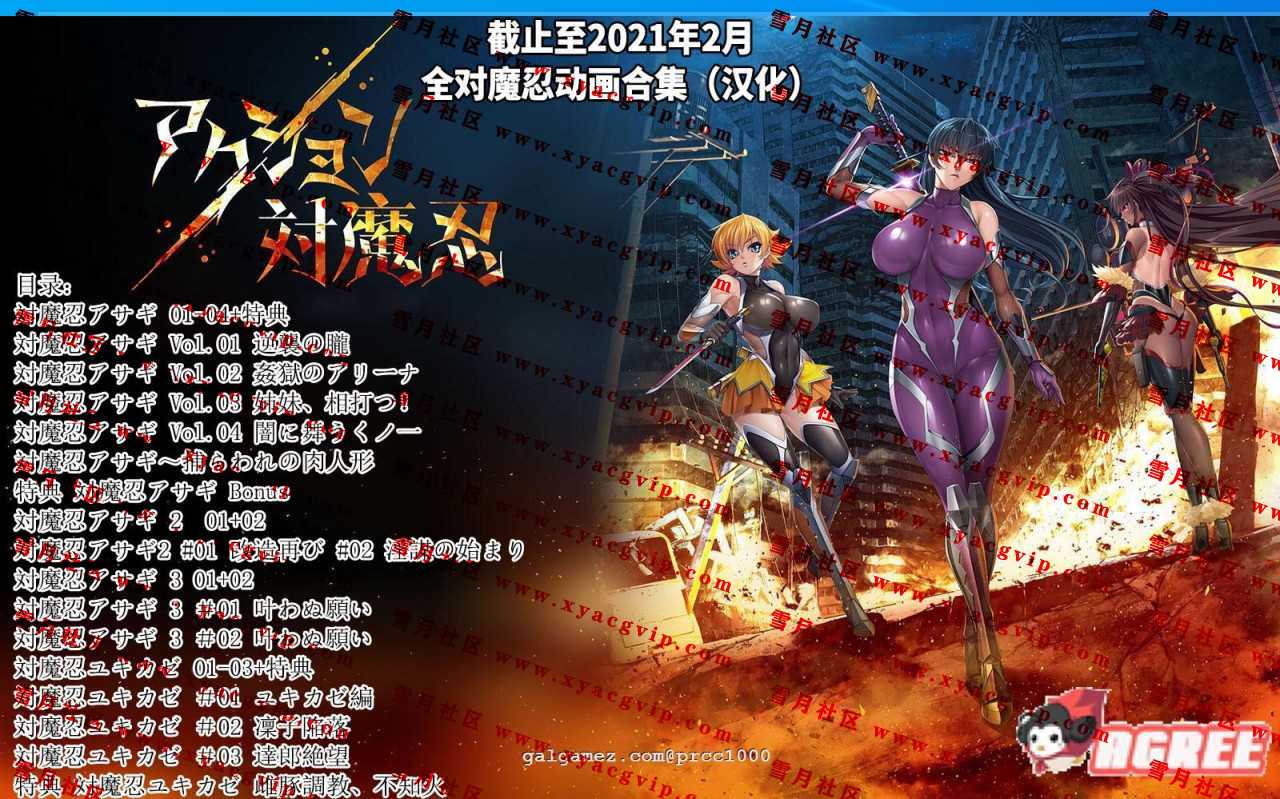 截止至2021年2月
全对魔忍动画合集（汉化）
アクション
対魔忍
目录:
対魔忍アサギ 01-04+特典
対魔忍アサギ Vol.01 逆襲の朧
対魔忍アサギ Vol.02 姦獄のアリーナ
対魔忍アサギ Vol.03 姉妹、相打つ!
対魔忍アサギ Vol.04 闇に舞うくノ一
対魔忍アサギ～捕らわれの肉人形
特典 対魔忍アサギ Bonus
対魔忍アサギ 2 01+02
対魔忍アサギ2 #01 改造再び #02 淫謀の始まり
対魔忍アサギ 3 01+02
対魔忍アサギ 3 #01 叶わぬ願い
対魔忍アサギ 3 #02 叶わぬ願い
対魔忍ユキカゼ 01-03+特典
対魔忍ユキカゼ #01 ユキカゼ編
対魔忍ユキカゼ #02 凛子陥落
対魔忍ユキカゼ #03 達郎絶望
特典 対魔忍ユキカゼ 雌豚調教、不知火
galgamez.com@prcc1000
AGREE
雪月社区 www.xyacgvip.com